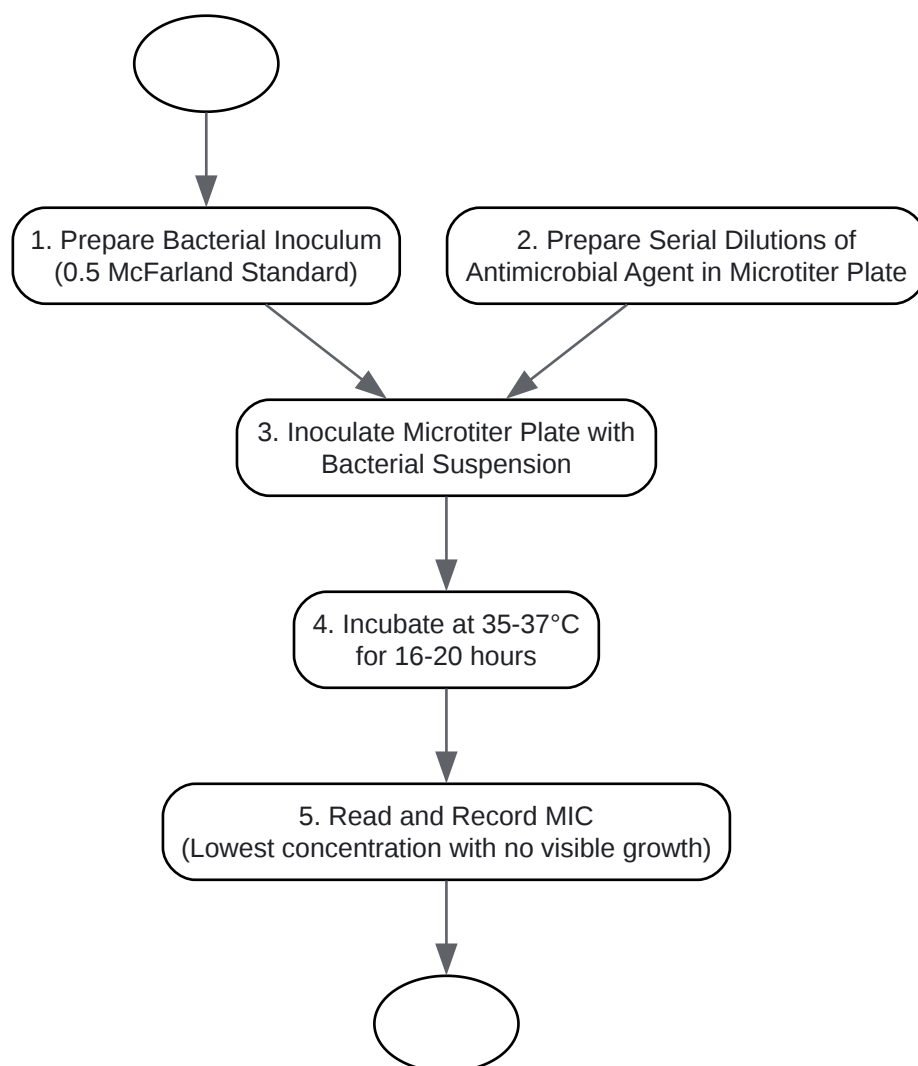 1. Prepare Bacterial Inoculum
(0.5 McFarland Standard)
2. Prepare Serial Dilutions of
Antimicrobial Agent in Microtiter Plate
3. Inoculate Microtiter Plate with
Bacterial Suspension
4. Incubate at 35-37°C
for 16-20 hours
5. Read and Record MIC
(Lowest concentration with no visible growth)